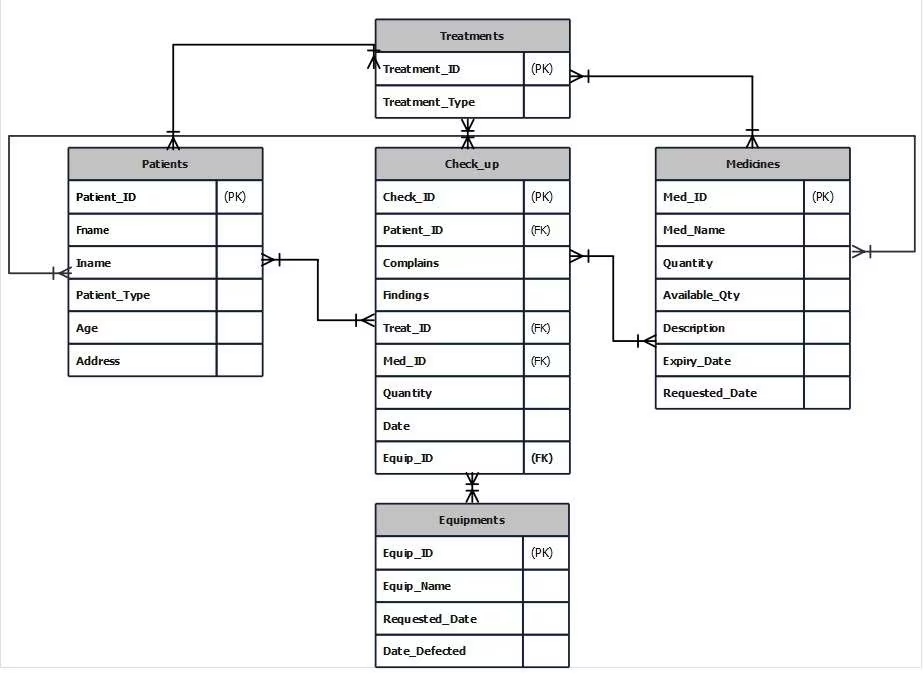 Treatments
Treatment_ID (PK)
Treatment_Type
Patients
Patient_ID (PK)
Fname
Iname
Patient_Type
Age
Address
Check_up
Check_ID (PK)
Patient_ID (FK)
Complains
Findings
Treat_ID (FK)
Med_ID (FK)
Quantity
Date
Equip_ID (FK)
Medicines
Med_ID (PK)
Med_Name
Quantity
Available_Qty
Description
Expiry_Date
Requested_Date
Equipments
Equip_ID (PK)
Equip_Name
Requested_Date
Date_Defected